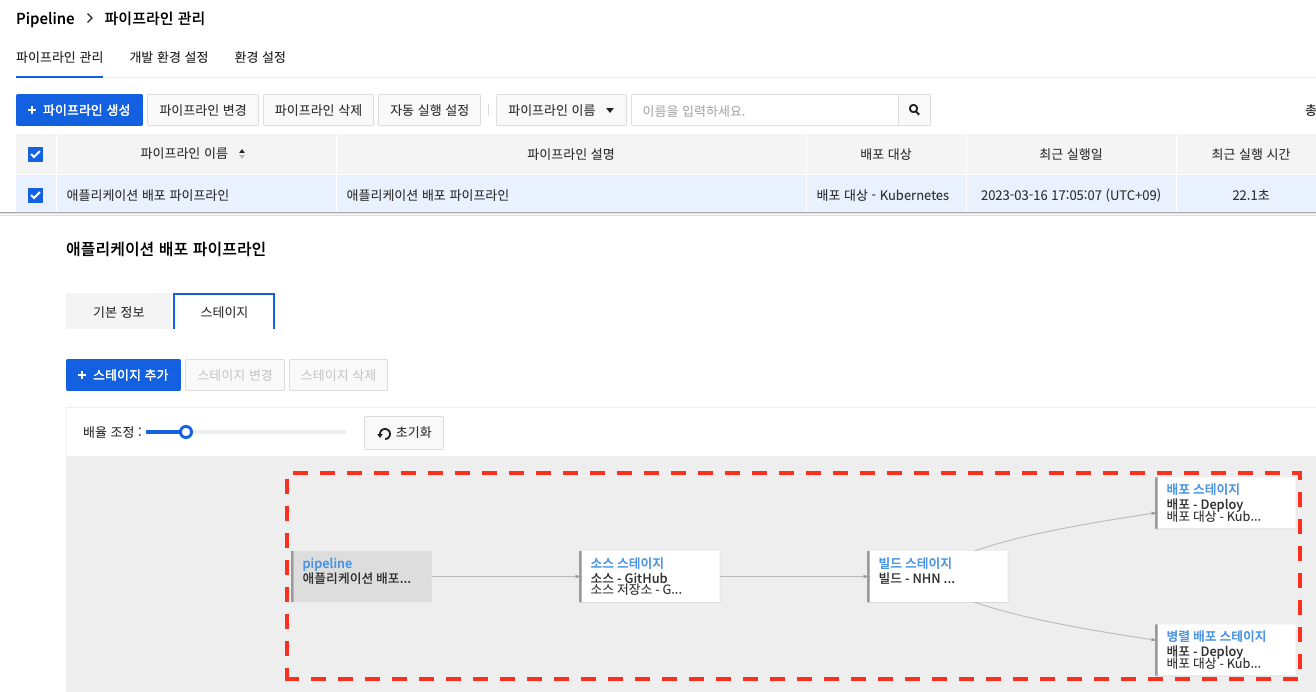 Pipeline > 파이프라인 관리
파이프라인 관리 개발 환경 설정 환경 설정
+ 파이프라인 생성 파이프라인 변경 파이프라인 삭제 자동 실행 설정 파이프라인 이름 이름을 입력하세요. 총
파이프라인 이름 파이프라인 설명 배포 대상 최근 실행일 최근 실행 시간
애플리케이션 배포 파이프라인 애플리케이션 배포 파이프라인 배포 대상 - Kubernetes 2023-03-16 17:05:07 (UTC+09) 22.1초
애플리케이션 배포 파이프라인
기본 정보 스테이지
+ 스테이지 추가 스테이지 변경 스테이지 삭제
배율 조정 : 초기화
pipeline
애플리케이션 배포...
소스 스테이지
소스 - GitHub
소스 저장소 - G...
빌드 스테이지
빌드 - NHN ...
배포 스테이지
배포 - Deploy
배포 대상 - Kub...
병렬 배포 스테이지
배포 - Deploy
배포 대상 - Kub...